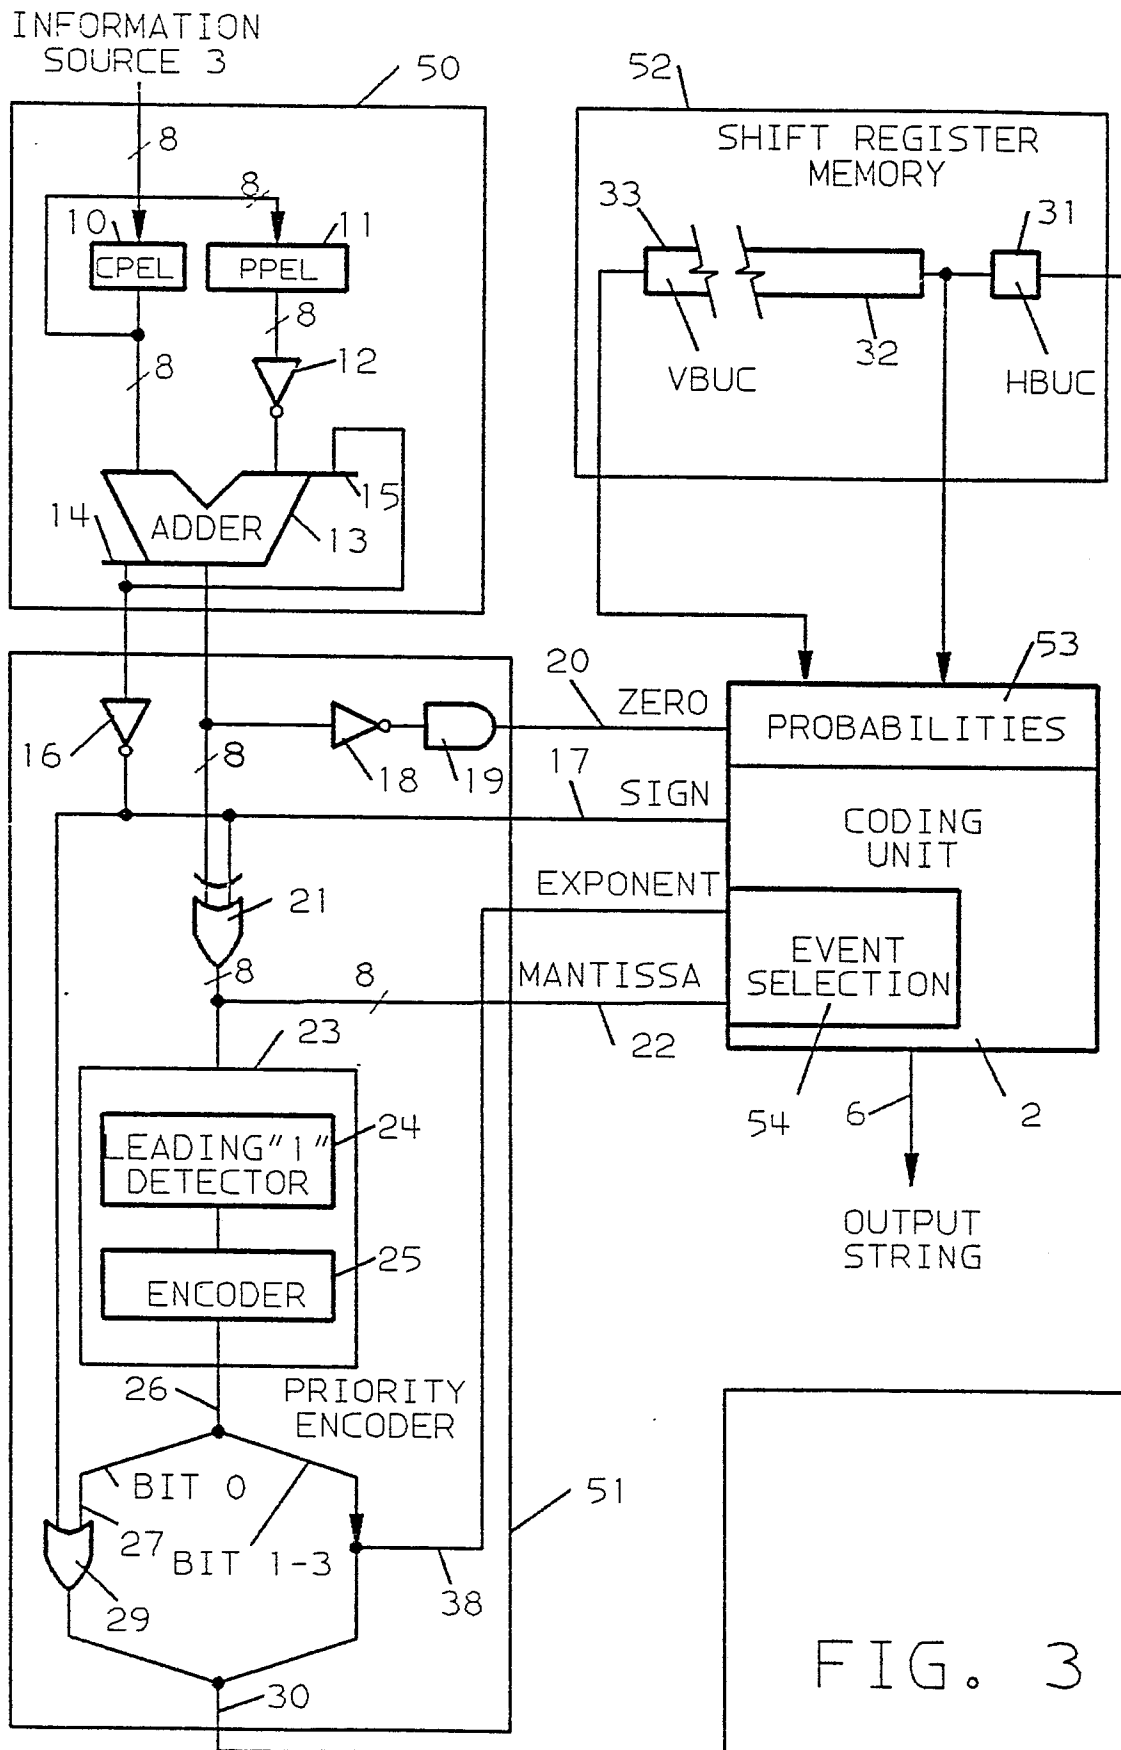 INFORMATION
SOURCE 3
50
52
8
SHIFT REGISTER
MEMORY
8
33
31
10
11
CPEL
PPEL
8
12
8
32
VBUC
HBUC
15
14
ADDER
13
53
20
ZERO
PROBABILITIES
16
8
18
19
17
SIGN
CODING
UNIT
EXPONENT
21
EVENT
SELECTION
8
8
MANTISSA
23
22
54
6
2
24
LEADING"1"
DETECTOR
OUTPUT
STRING
25
ENCODER
26
PRIORITY
ENCODER
BIT 0
51
27
BIT 1-3
38
29
FIG. 3
30